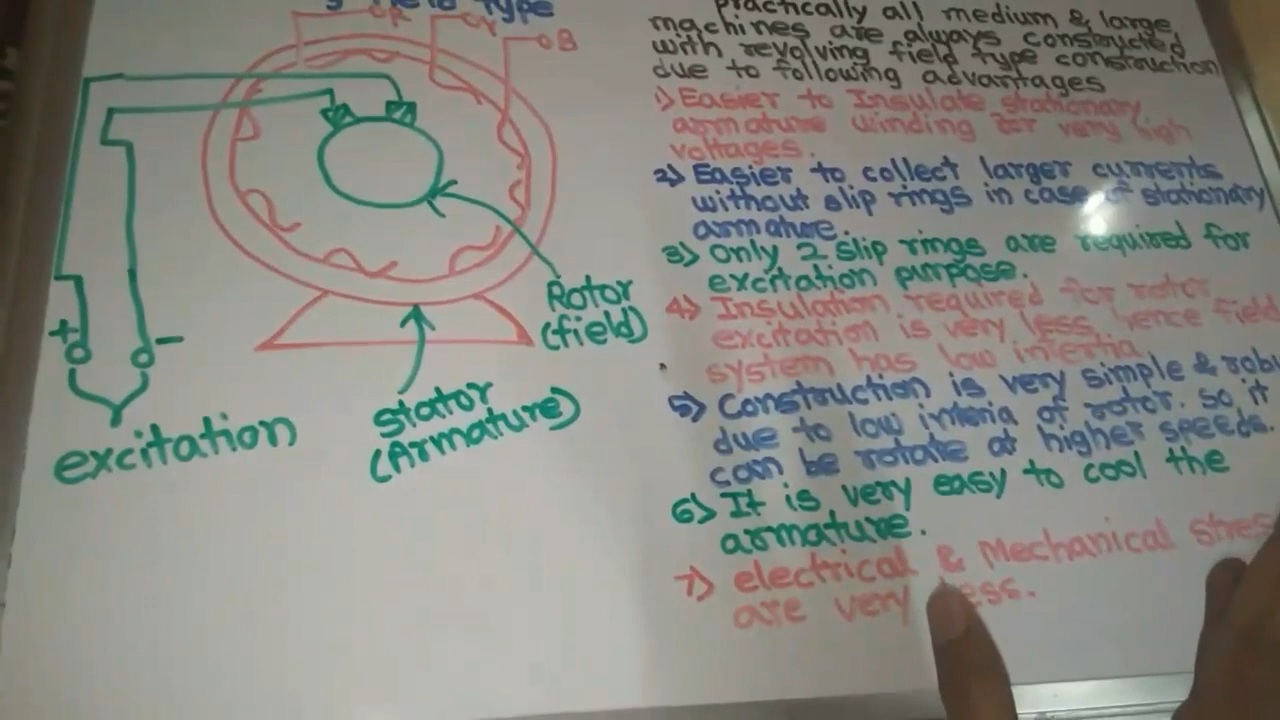 field Type
R
Y
B
+
-
excitation
Rotor
(field)
stator
(Armature)
practically all medium & large
machines are always constructed
with revolving field type construction
due to following advantages
1) Easier to Insulate stationary
armature winding for very high
voltages.
2) Easier to collect larger currents
without slip rings in case of stationary
armature.
3) Only 2 slip rings are required for
excitation purpose.
4) Insulation required for rotor
excitation is very less, hence field
system has low intertia
5) Construction is very simple &
due to low interia of rotor. so it
can be rotate at higher speeds.
6) It is very easy to cool the
armature.
7) electrical & Mechanical
are very less.